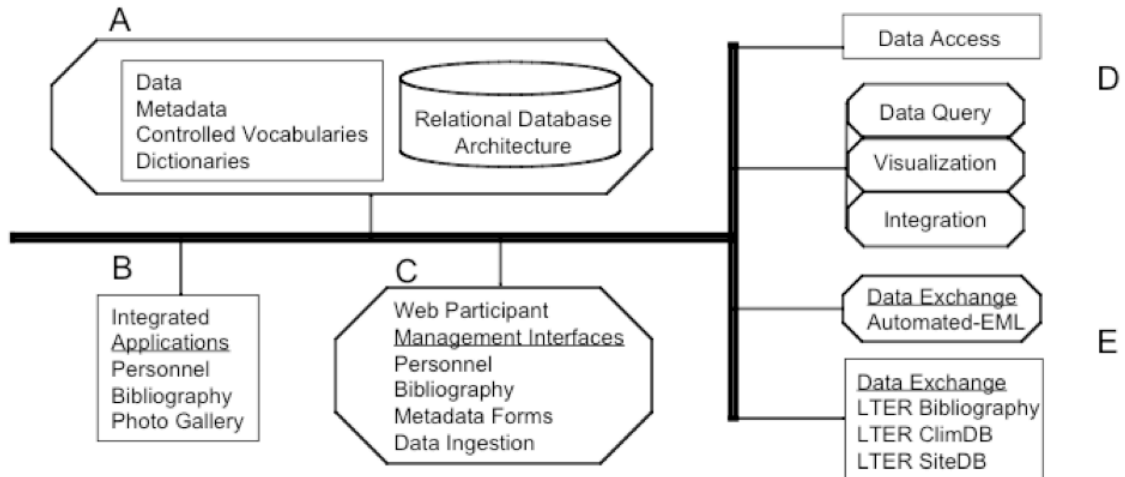 A
Data
Metadata
Controlled Vocabularies
Dictionaries
Relational Database
Architecture
B
Integrated
Applications
Personnel
Bibliography
Photo Gallery
C
Web Participant
Management Interfaces
Personnel
Bibliography
Metadata Forms
Data Ingestion
D
Data Access
Data Query
Visualization
Integration
E
Data Exchange
Automated-EML
Data Exchange
LTER Bibliography
LTER ClimDB
LTER SiteDB